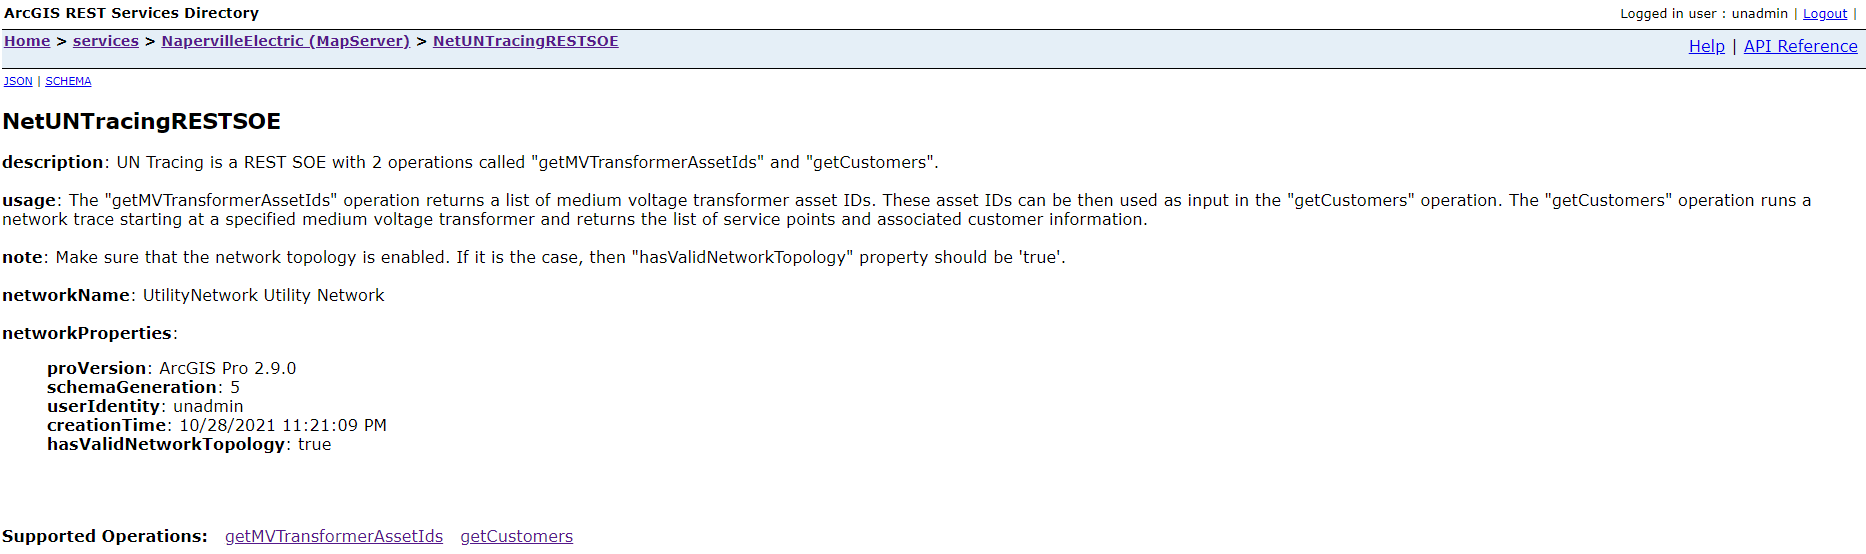 ArcGIS REST Services Directory
Logged in user : unadmin | Logout |
Home > services > NapervilleElectric (MapServer) > NetUNTracingRESTSOE
Help | API Reference
JSON | SCHEMA
NetUNTracingRESTSOE
description: UN Tracing is a REST SOE with 2 operations called "getMVTransformerAssetIds" and "getCustomers".
usage: The "getMVTransformerAssetIds" operation returns a list of medium voltage transformer asset IDs. These asset IDs can be then used as input in the "getCustomers" operation. The "getCustomers" operation runs a
network trace starting at a specified medium voltage transformer and returns the list of service points and associated customer information.
note: Make sure that the network topology is enabled. If it is the case, then "hasValidNetworkTopology" property should be 'true'.
networkName: UtilityNetwork Utility Network
networkProperties:
proVersion: ArcGIS Pro 2.9.0
schemaGeneration: 5
userIdentity: unadmin
creationTime: 10/28/2021 11:21:09 PM
hasValidNetworkTopology: true
Supported Operations: getMVTransformerAssetIds getCustomers